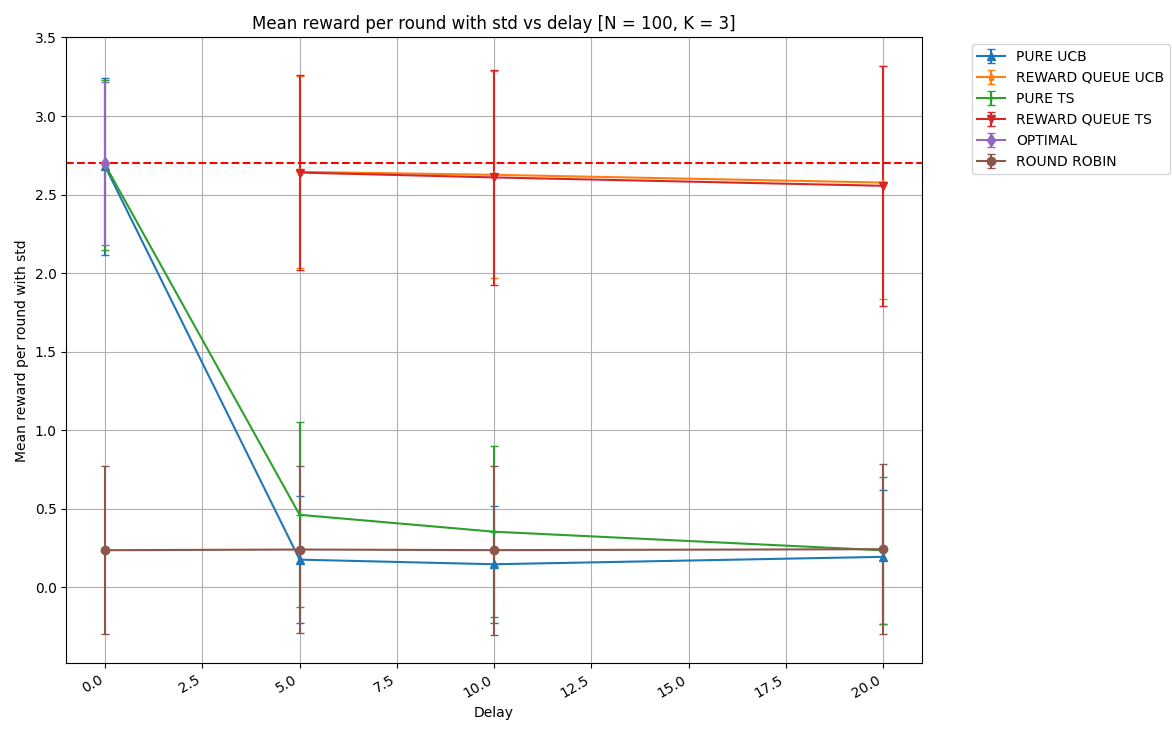 Mean reward per round with std vs delay [N = 100, K = 3]
Mean reward per round with std
3.5
3.0
2.5
2.0
1.5
1.0
0.5
0.0
0.0
2.5
5.0
7.5
10.0
12.5
15.0
17.5
20.0
Delay
PURE UCB
REWARD QUEUE UCB
PURE TS
REWARD QUEUE TS
OPTIMAL
ROUND ROBIN